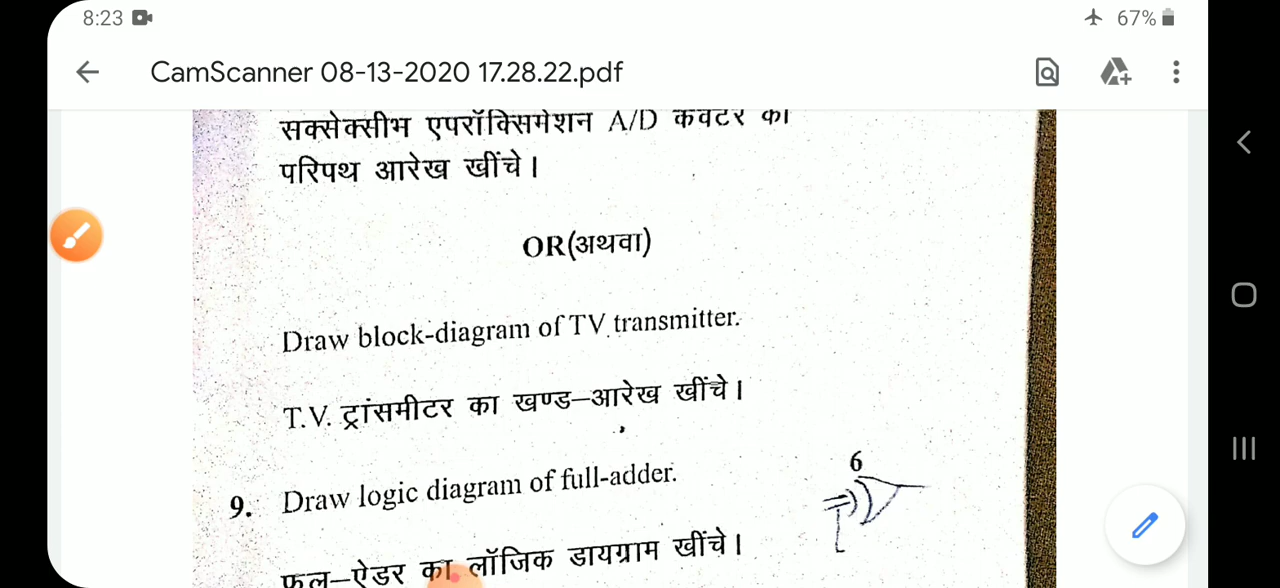 8:23
67%
CamScanner 08-13-2020 17.28.22.pdf
सक्सेक्सीभ एपरॉक्सिमेशन A/D कंवर्टर का
परिपथ आरेख खींचे।
OR(अथवा)
Draw block-diagram of TV transmitter.
T.V. ट्रांसमीटर का खण्ड–आरेख खींचे।
6
9. Draw logic diagram of full-adder.
फुल–ऐडर का लॉजिक डायग्राम खींचे।